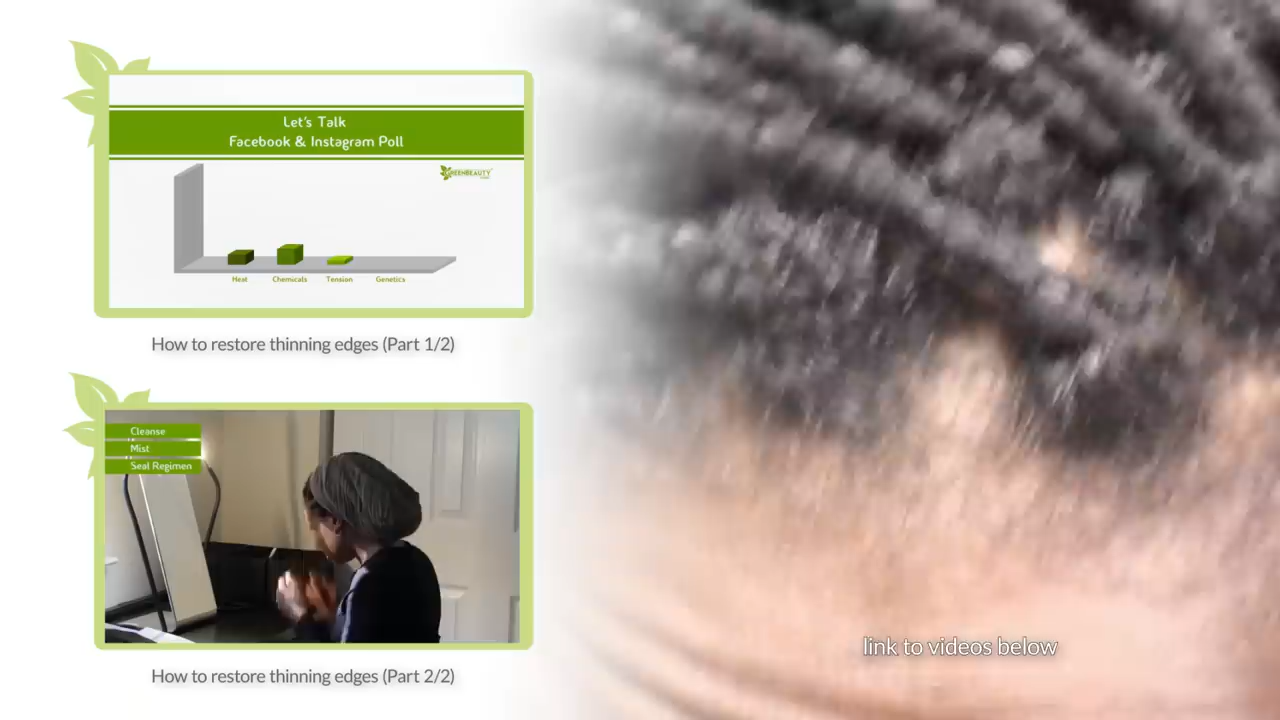 Let's Talk
Facebook & Instagram Poll
GREENBEAUTY
Heat
Chemicals
Tension
Genetics
How to restore thinning edges (Part 1/2)
Cleanse
Mist
Seal Regimen
How to restore thinning edges (Part 2/2)
link to videos below